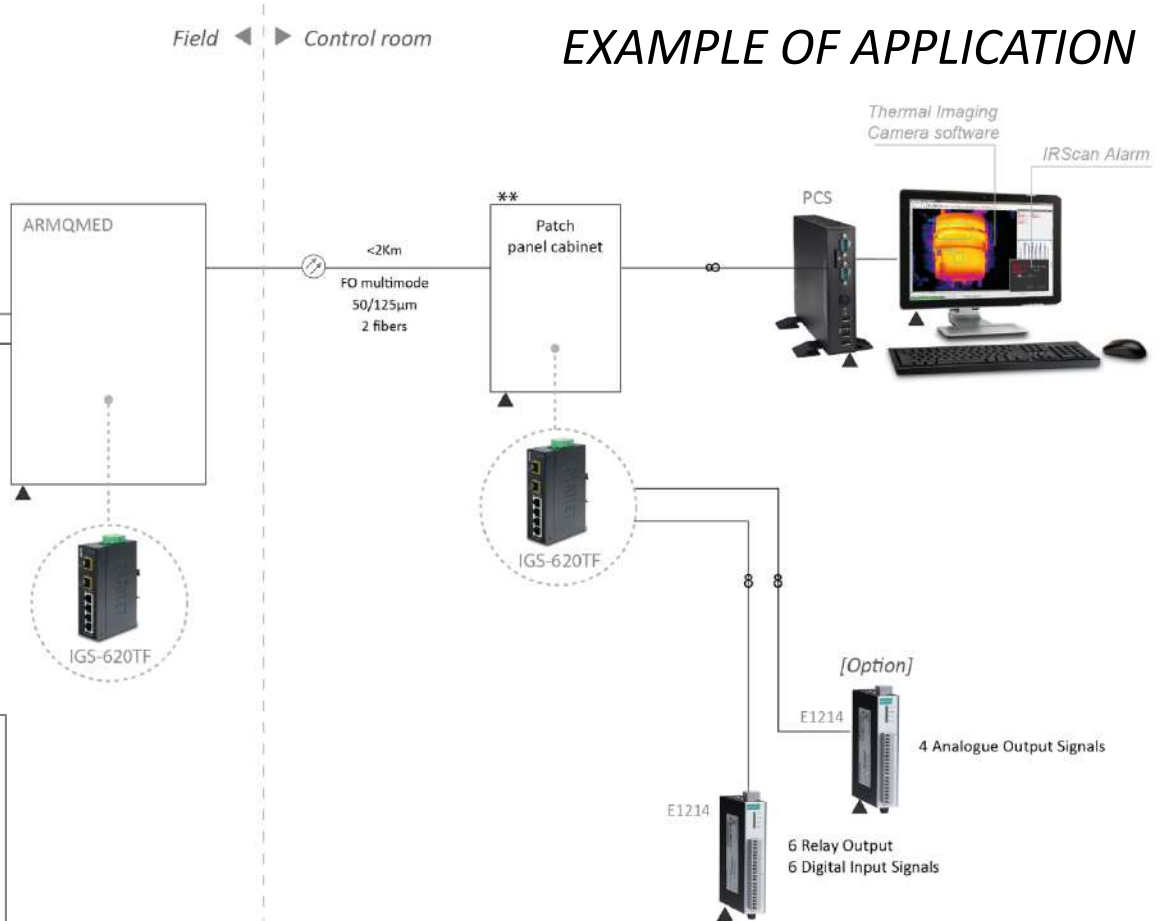 EXAMPLE OF APPLICATION
Field
Control room
Thermal Imaging
Camera software
IRScan Alarm
ARMQMED
**
Patch
panel cabinet
PCS
<2Km
FO multimode
50/125µm
2 fibers
IGS-620TF
IGS-620TF
[Option]
E1214
4 Analogue Output Signals
E1214
6 Relay Output
6 Digital Input Signals